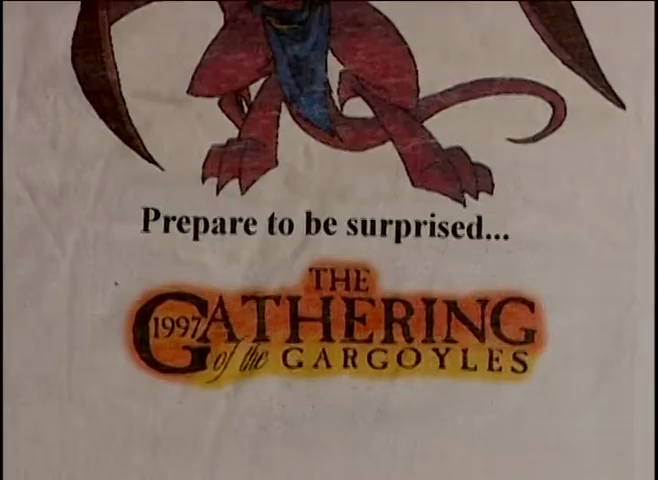 Prepare to be surprised...
THE
1997 GATHERING
of the GARGOYLES